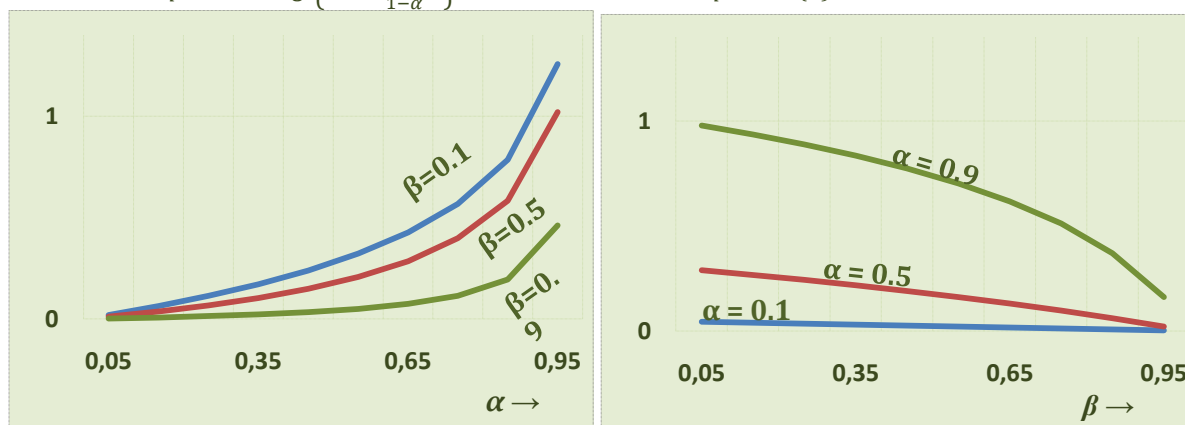 1−α
1
0
β=0.1
β=0.5
β=0.
9
0,05 0,35 0,65 0,95
α →
1
0
α = 0.9
α = 0.5
α = 0.1
0,05 0,35 0,65 0,95
β →